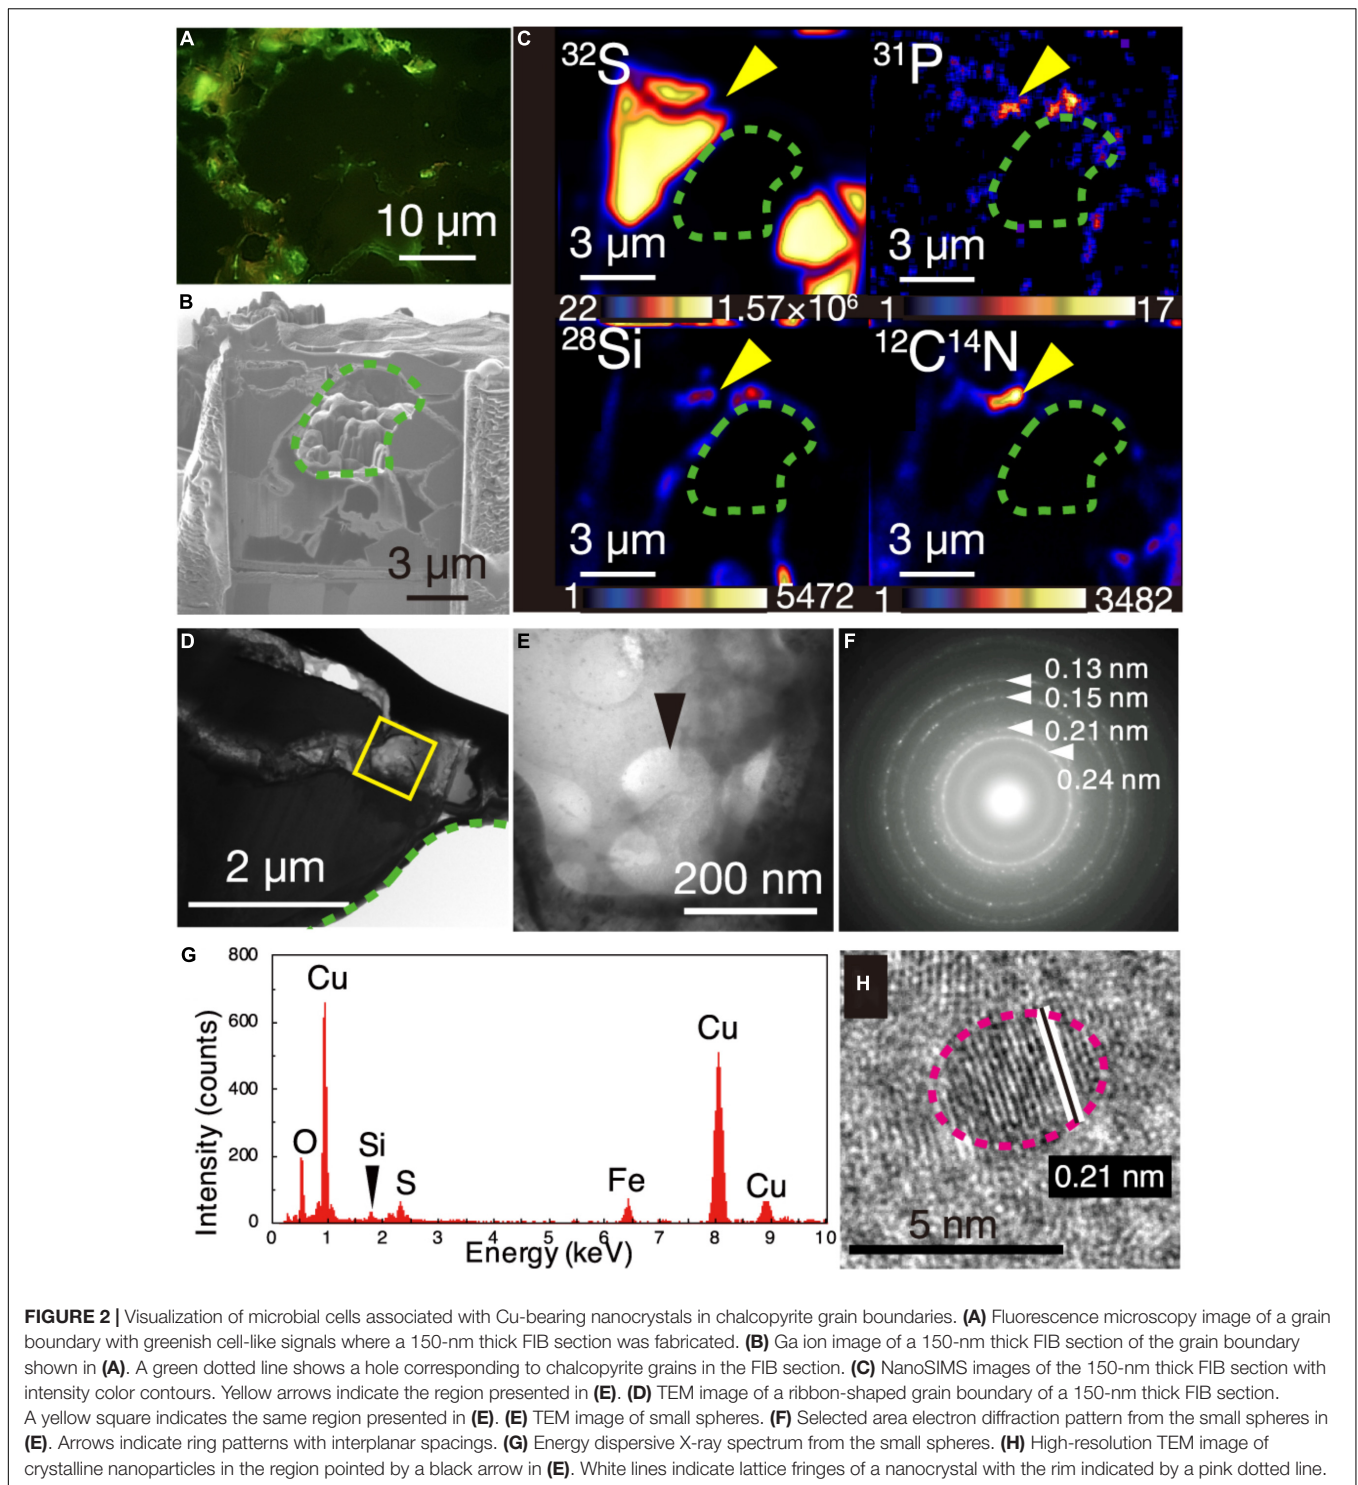 A
10 µm
B
3 µm
C
32S
3 µm
22 1.57×10⁶
31P
3 µm
1 17
28Si
3 µm
1 5472
12C14N
3 µm
1 3482
D
2 µm
E
200 nm
F
0.13 nm
0.15 nm
0.21 nm
0.24 nm
G
Intensity (counts)
800
600
400
200
0
Cu
O
Si
S
Fe
Cu
Cu
0 1 2 3 4 5 6 7 8 9 10
Energy (keV)
H
0.21 nm
5 nm
FIGURE 2 | Visualization of microbial cells associated with Cu-bearing nanocrystals in chalcopyrite grain boundaries. (A) Fluorescence microscopy image of a grain
boundary with greenish cell-like signals where a 150-nm thick FIB section was fabricated. (B) Ga ion image of a 150-nm thick FIB section of the grain boundary
shown in (A). A green dotted line shows a hole corresponding to chalcopyrite grains in the FIB section. (C) NanoSIMS images of the 150-nm thick FIB section with
intensity color contours. Yellow arrows indicate the region presented in (E). (D) TEM image of a ribbon-shaped grain boundary of a 150-nm thick FIB section.
A yellow square indicates the same region presented in (E). (E) TEM image of small spheres. (F) Selected area electron diffraction pattern from the small spheres in
(E). Arrows indicate ring patterns with interplanar spacings. (G) Energy dispersive X-ray spectrum from the small spheres. (H) High-resolution TEM image of
crystalline nanoparticles in the region pointed by a black arrow in (E). White lines indicate lattice fringes of a nanocrystal with the rim indicated by a pink dotted line.